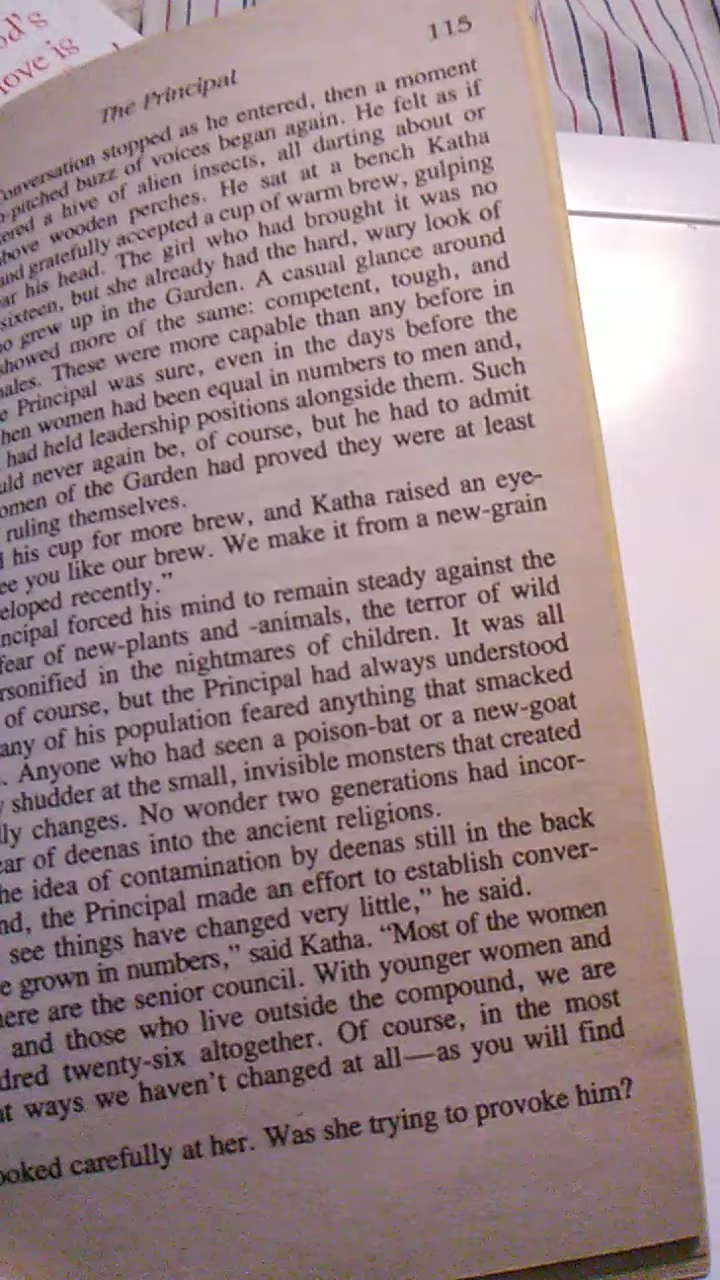 od's
love is
115
The Principal
Conversation stopped as he entered, then a moment
-pitched buzz of voices began again. He felt as if
ered a hive of alien insects, all darting about or
bove wooden perches. He sat at a bench Katha
and gratefully accepted a cup of warm brew, gulping
ar his head. The girl who had brought it was no
sixteen, but she already had the hard, wary look of
o grew up in the Garden. A casual glance around
showed more of the same: competent, tough, and
ales. These were more capable than any before in
e Principal was sure, even in the days before the
hen women had been equal in numbers to men and,
had held leadership positions alongside them. Such
uld never again be, of course, but he had to admit
omen of the Garden had proved they were at least
ruling themselves.
his cup for more brew, and Katha raised an eye-
ee you like our brew. We make it from a new-grain
eloped recently.”
ncipal forced his mind to remain steady against the
fear of new-plants and -animals, the terror of wild
rsonified in the nightmares of children. It was all
of course, but the Principal had always understood
any of his population feared anything that smacked
. Anyone who had seen a poison-bat or a new-goat
y shudder at the small, invisible monsters that created
lly changes. No wonder two generations had incor-
ear of deenas into the ancient religions.
he idea of contamination by deenas still in the back
nd, the Principal made an effort to establish conver-
see things have changed very little,” he said.
e grown in numbers,” said Katha. “Most of the women
here are the senior council. With younger women and
and those who live outside the compound, we are
dred twenty-six altogether. Of course, in the most
nt ways we haven’t changed at all—as you will find
ooked carefully at her. Was she trying to provoke him?